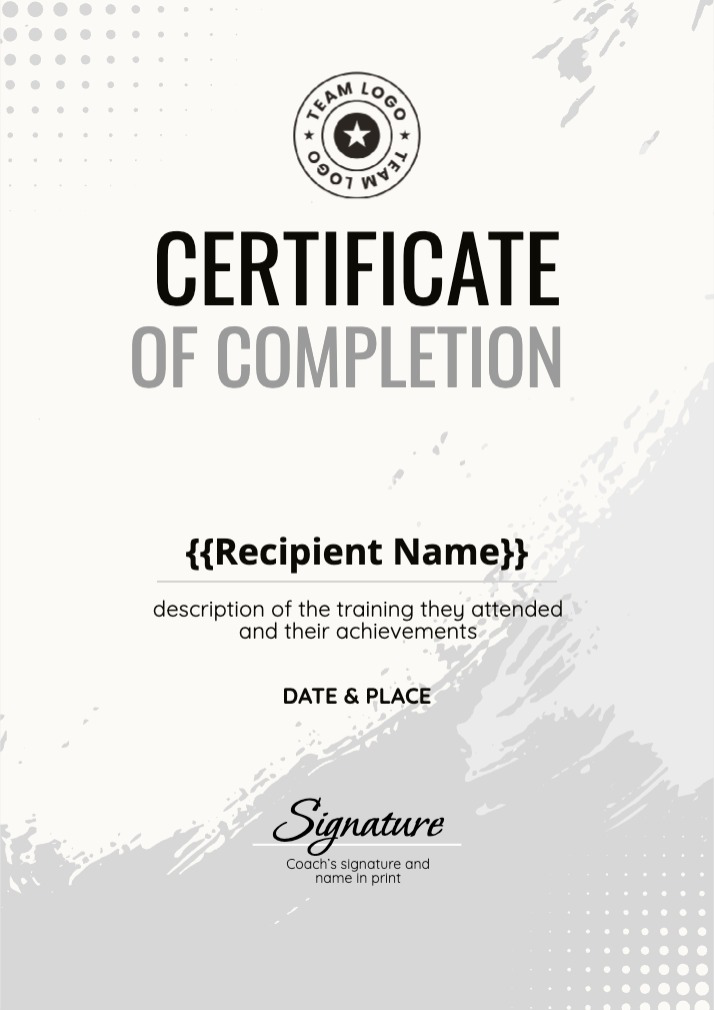 TEAM LOGO
TEAM LOGO
CERTIFICATE
OF COMPLETION
{{Recipient Name}}
description of the training they attended
and their achievements
DATE & PLACE
Signature
Coach's signature and
name in print